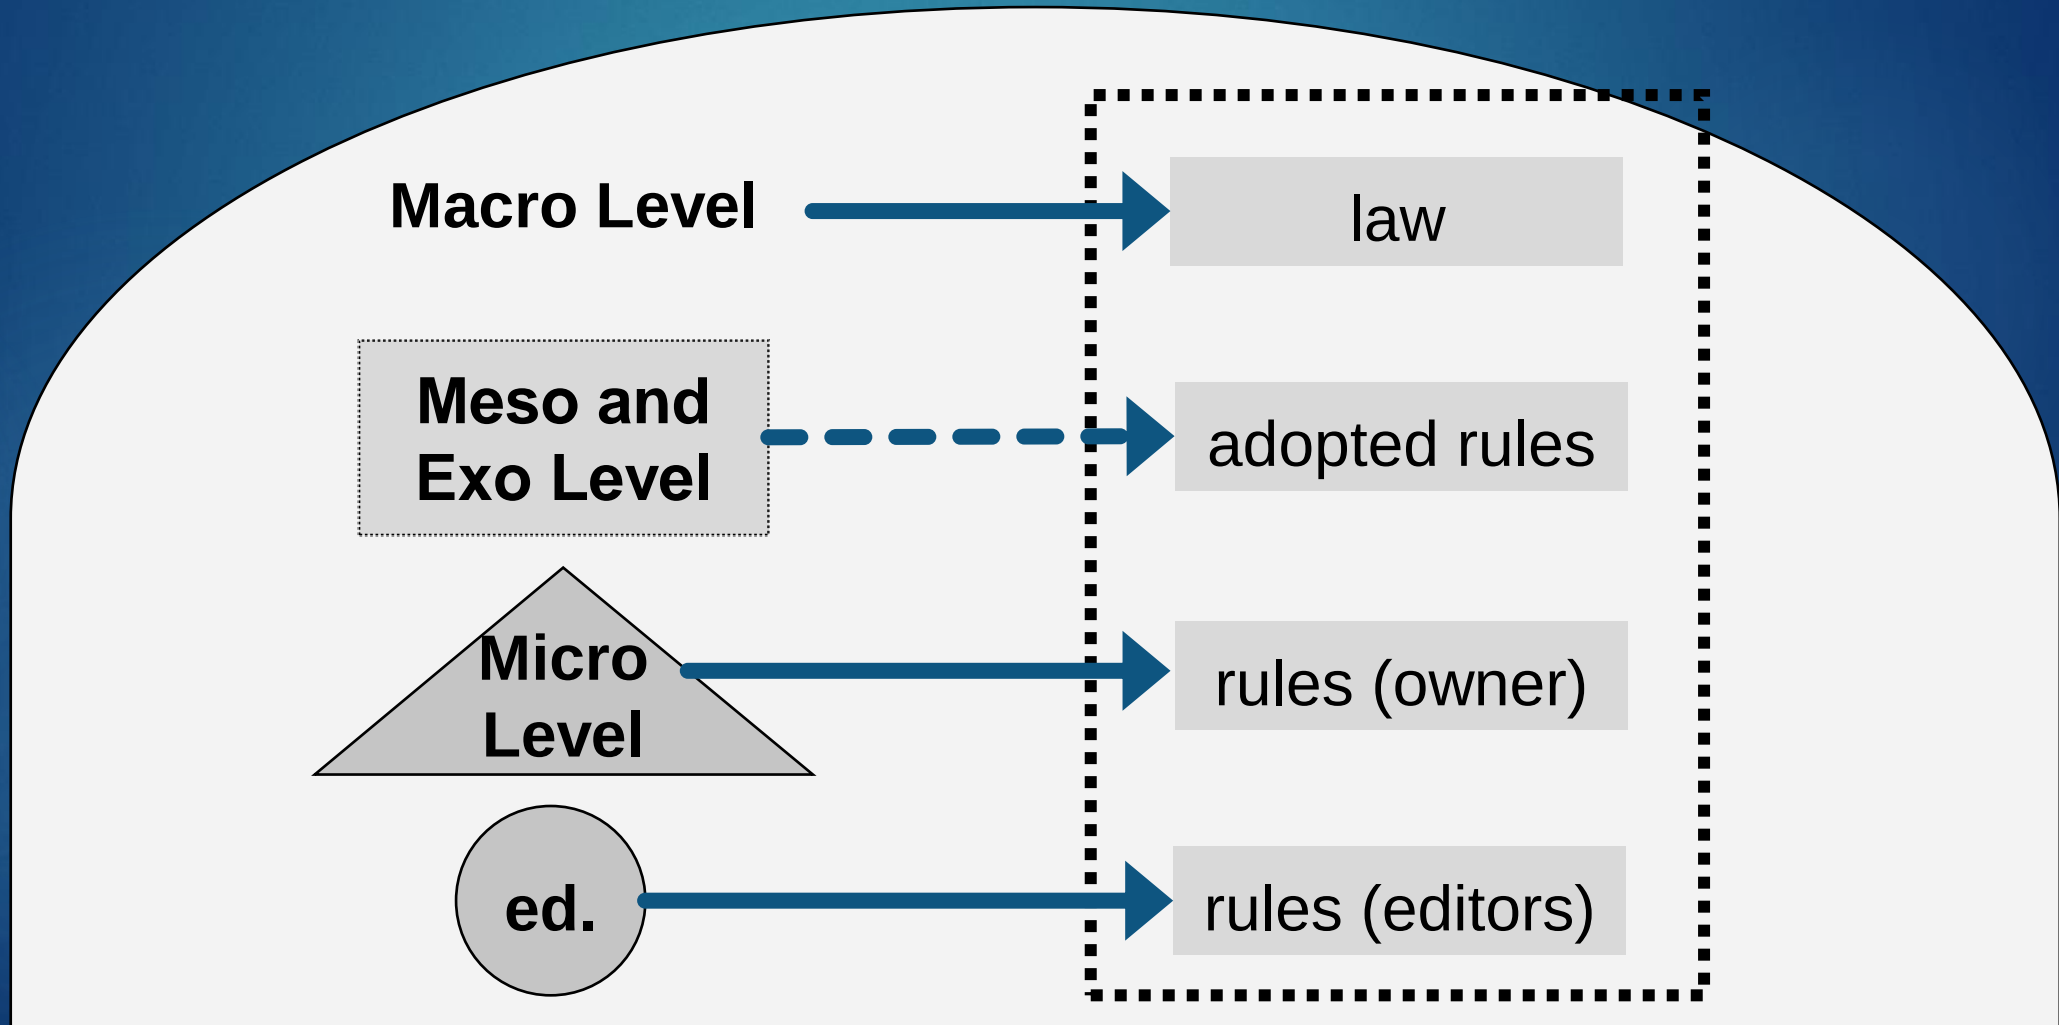 Macro Level
law
Meso and
Exo Level
adopted rules
Micro
Level
rules (owner)
ed.
rules (editors)